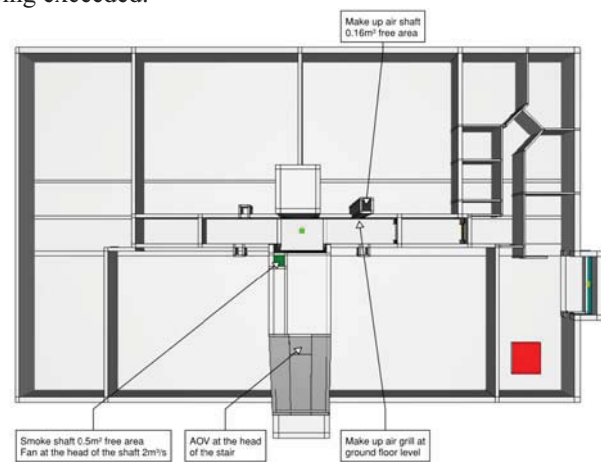 ng exceeded.
Make up air shaft
0.16m² free area
Smoke shaft 0.5m² free area
Fan at the head of the shaft 2m³/s
AOV at the head
of the stair
Make up air grill at
ground floor level